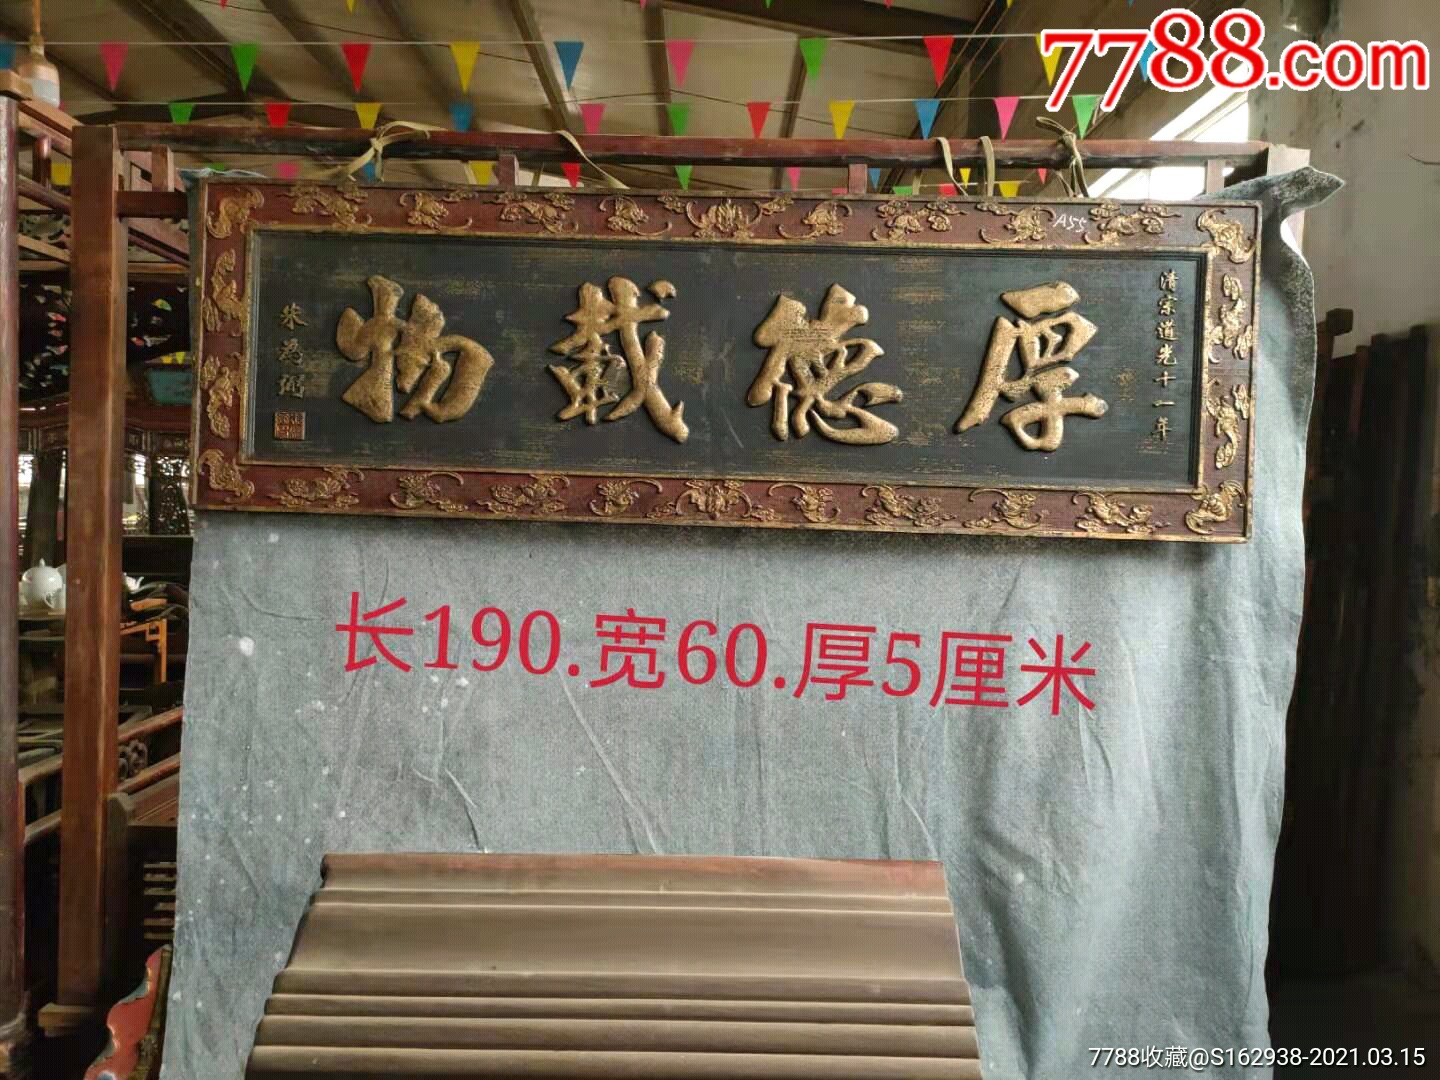 7788.com
A55
清宗道光十一年
厚德載物
朱為弼
长190.宽60.厚5厘米
7788收藏@S162938-2021.03.15